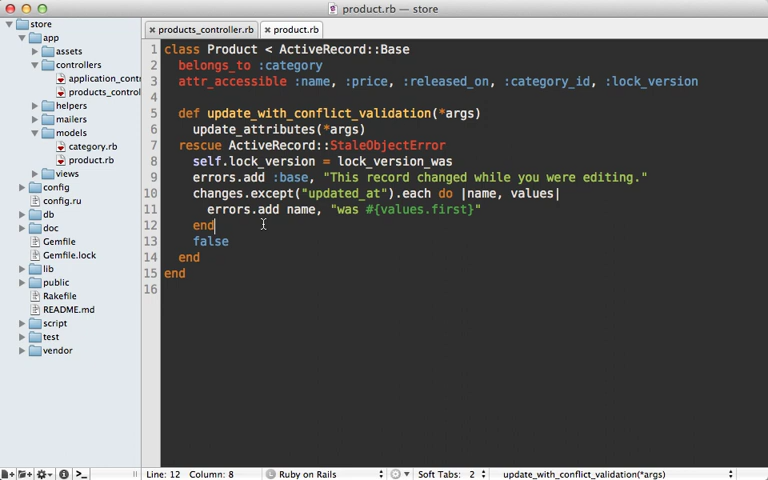 product.rb — store
store
app
assets
controllers
application_cont
products_control
helpers
mailers
models
category.rb
product.rb
views
config
config.ru
db
doc
Gemfile
Gemfile.lock
lib
public
Rakefile
README.md
script
test
vendor
products_controller.rb
product.rb
1 class Product < ActiveRecord::Base
2 belongs_to :category
3 attr_accessible :name, :price, :released_on, :category_id, :lock_version
4
5 def update_with_conflict_validation(*args)
6 update_attributes(*args)
7 rescue ActiveRecord::StaleObjectError
8 self.lock_version = lock_version_was
9 errors.add :base, "This record changed while you were editing."
10 changes.except("updated_at").each do |name, values|
11 errors.add name, "was #{values.first}"
12 end
13 false
14 end
15 end
16
Line: 12 Column: 8 Ruby on Rails Soft Tabs: 2 update_with_conflict_validation(*args)